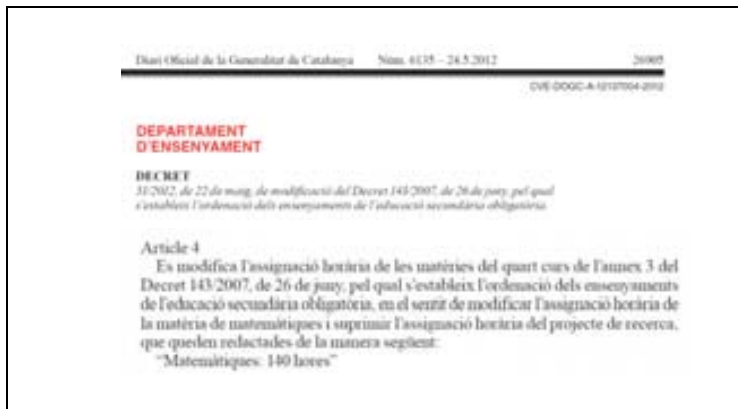 Diari Oficial de la Generalitat de Catalunya Núm. 6135 – 24.5.2012 26905
CVE-DOGC-A-12137004-2012
DEPARTAMENT
D'ENSENYAMENT
DECRET
51/2012, de 22 de maig, de modificació del Decret 143/2007, de 26 de juny, pel qual
s'estableix l'ordenació dels ensenyaments de l'educació secundària obligatòria.
Article 4
Es modifica l'assignació horària de les matèries del quart curs de l'annex 3 del
Decret 143/2007, de 26 de juny, pel qual s'estableix l'ordenació dels ensenyaments
de l'educació secundària obligatòria, en el sentit de modificar l'assignació horària de
la matèria de matemàtiques i suprimir l'assignació horària del projecte de recerca,
que queden redactades de la manera següent:
"Matemàtiques: 140 hores"